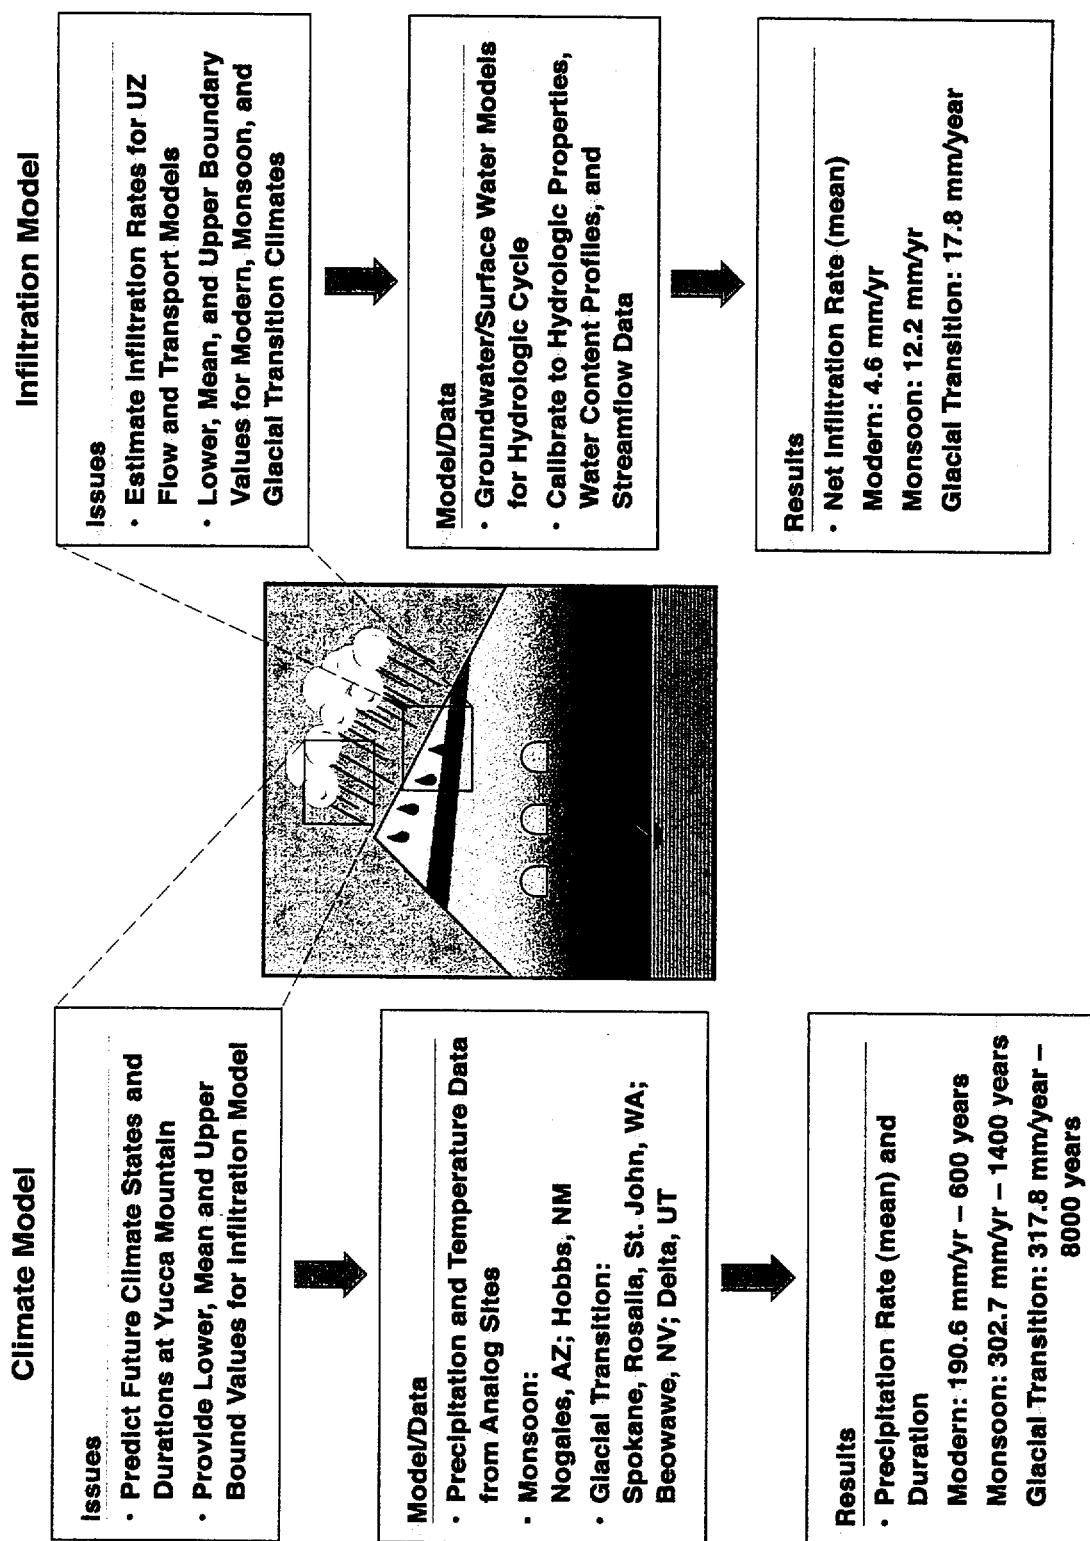 Climate Model
Issues
• Predict Future Climate States and
Durations at Yucca Mountain
• Provide Lower, Mean and Upper
Bound Values for Infiltration Model
Model/Data
• Precipitation and Temperature Data
from Analog Sites
• Monsoon:
Nogales, AZ; Hobbs, NM
• Glacial Transition:
Spokane, Rosalia, St. John, WA;
Beowawe, NV; Delta, UT
Results
• Precipitation Rate (mean) and
Duration
Modern: 190.6 mm/yr – 600 years
Monsoon: 302.7 mm/yr – 1400 years
Glacial Transition: 317.8 mm/year –
8000 years
Infiltration Model
Issues
• Estimate Infiltration Rates for UZ
Flow and Transport Models
• Lower, Mean, and Upper Boundary
Values for Modern, Monsoon, and
Glacial Transition Climates
Model/Data
• Groundwater/Surface Water Models
for Hydrologic Cycle
• Calibrate to Hydrologic Properties,
Water Content Profiles, and
Streamflow Data
Results
• Net Infiltration Rate (mean)
Modern: 4.6 mm/yr
Monsoon: 12.2 mm/yr
Glacial Transition: 17.8 mm/year